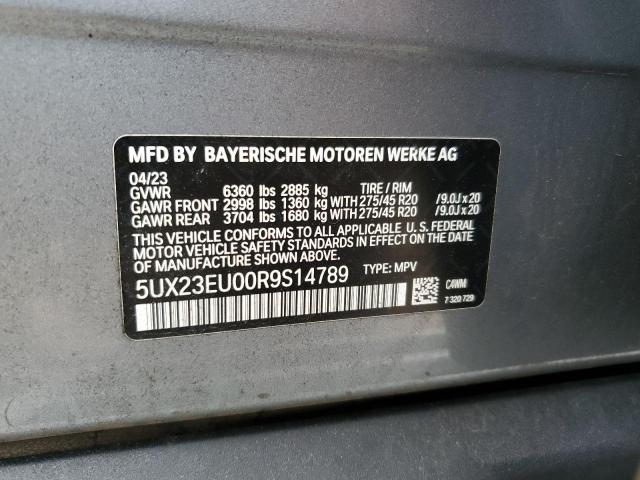 MFD BY BAYERISCHE MOTOREN WERKE AG
04/23
GVWR 6360 lbs 2885 kg TIRE / RIM
GAWR FRONT 2998 lbs 1360 kg WITH 275/45 R20 /9.0J x 20
GAWR REAR 3704 lbs 1680 kg WITH 275/45 R20 /9.0J x 20
THIS VEHICLE CONFORMS TO ALL APPLICABLE U. S. FEDERAL
MOTOR VEHICLE SAFETY STANDARDS IN EFFECT ON THE DATE
OF MANUFACTURE SHOWN ABOVE.
5UX23EU00R9S14789 TYPE: MPV
C4WM
7 320 729